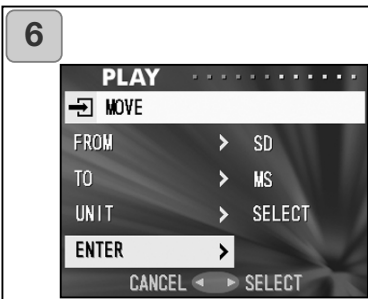 6
PLAY
MOVE
FROM > SD
TO > MS
UNIT > SELECT
ENTER >
CANCEL ◀ ▶ SELECT